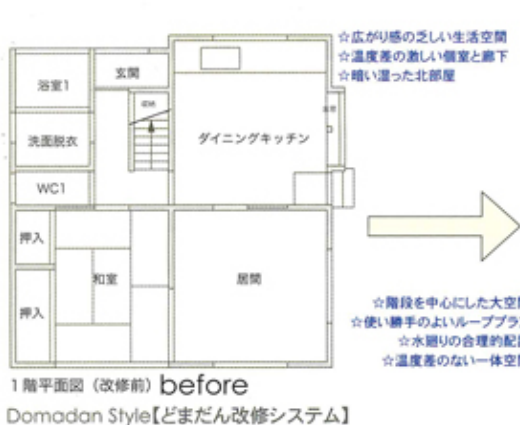 ☆広がり感の乏しい生活空間
☆温度差の激しい個室と廊下
☆暗い湿った北部屋
浴室1
玄関
収納
洗面脱衣
ダイニングキッチン
WC1
押入
和室
居間
押入
☆階段を中心にした大空間
☆使い勝手のよいループプラ
☆水廻りの合理的配
☆温度差のない一体空
1階平面図（改修前）before
Domadan Style【どまだん改修システム】